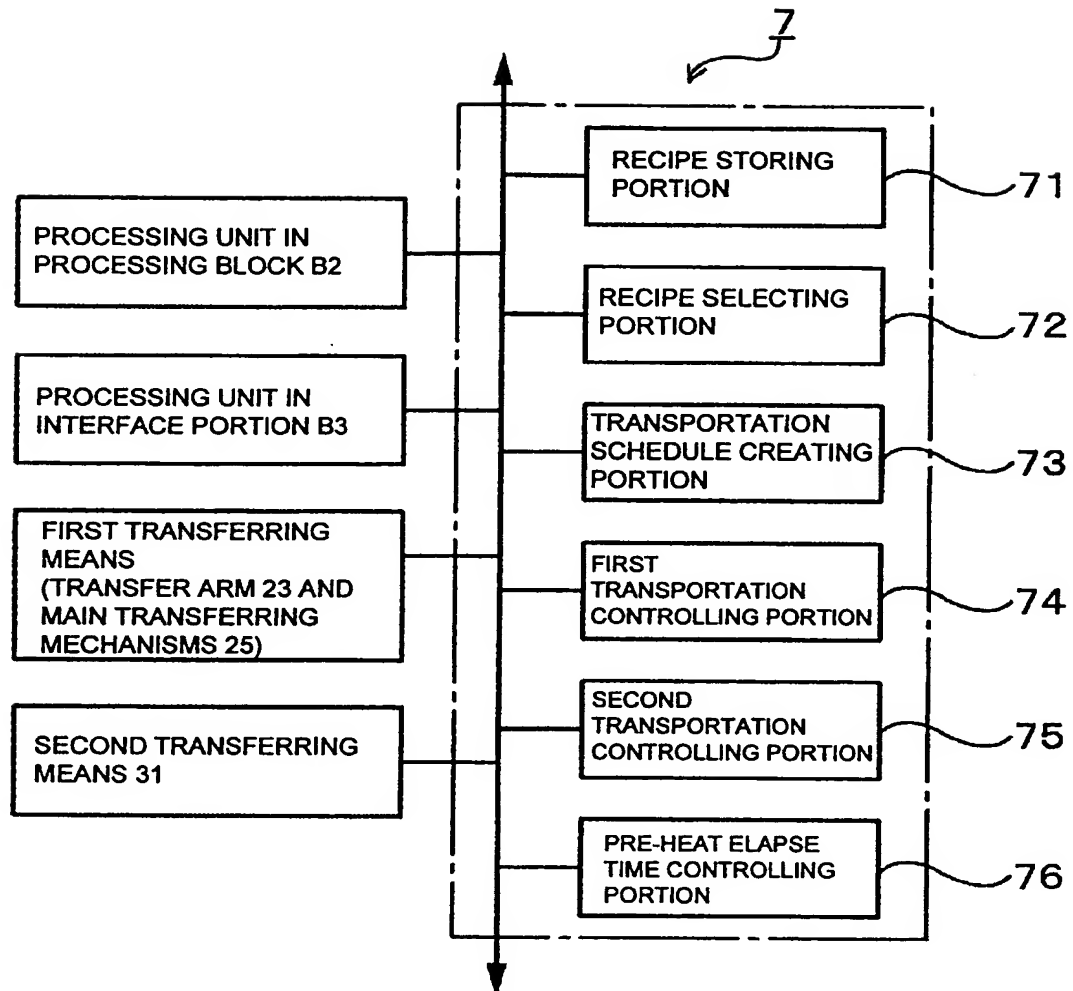 7
RECIPE STORING
PORTION
71
PROCESSING UNIT IN
PROCESSING BLOCK B2
RECIPE SELECTING
PORTION
72
PROCESSING UNIT IN
INTERFACE PORTION B3
TRANSPORTATION
SCHEDULE CREATING
PORTION
73
FIRST TRANSFERRING
MEANS
(TRANSFER ARM 23 AND
MAIN TRANSFERRING
MECHANISMS 25)
FIRST
TRANSPORTATION
CONTROLLING PORTION
74
SECOND TRANSFERRING
MEANS 31
SECOND
TRANSPORTATION
CONTROLLING PORTION
75
PRE-HEAT ELAPSE
TIME CONTROLLING
PORTION
76